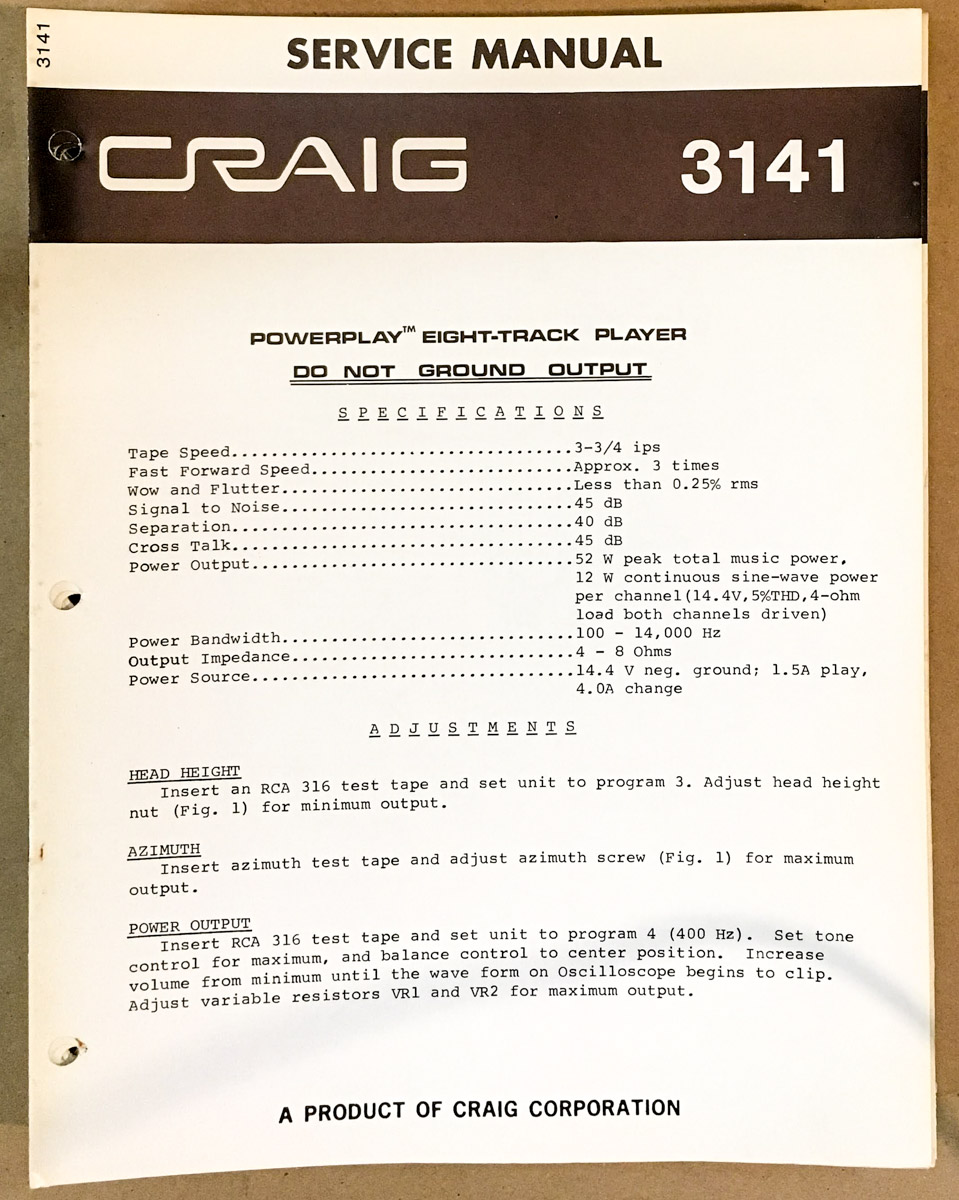 3141
SERVICE MANUAL
CRAIG 3141
POWERPLAY™ EIGHT-TRACK PLAYER
DO NOT GROUND OUTPUT
SPECIFICATIONS
Tape Speed...................................3-3/4 ips
Fast Forward Speed...........................Approx. 3 times
Wow and Flutter..............................Less than 0.25% rms
Signal to Noise..............................45 dB
Separation...................................40 dB
Cross Talk...................................45 dB
Power Output.................................52 W peak total music power,
12 W continuous sine-wave power
per channel(14.4V,5%THD,4-ohm
load both channels driven)
Power Bandwidth..............................100 - 14,000 Hz
Output Impedance.............................4 - 8 Ohms
Power Source.................................14.4 V neg. ground; 1.5A play,
4.0A change
ADJUSTMENTS
HEAD HEIGHT
Insert an RCA 316 test tape and set unit to program 3. Adjust head height
nut (Fig. 1) for minimum output.
AZIMUTH
Insert azimuth test tape and adjust azimuth screw (Fig. 1) for maximum
output.
POWER OUTPUT
Insert RCA 316 test tape and set unit to program 4 (400 Hz). Set tone
control for maximum, and balance control to center position. Increase
volume from minimum until the wave form on Oscilloscope begins to clip.
Adjust variable resistors VR1 and VR2 for maximum output.
A PRODUCT OF CRAIG CORPORATION